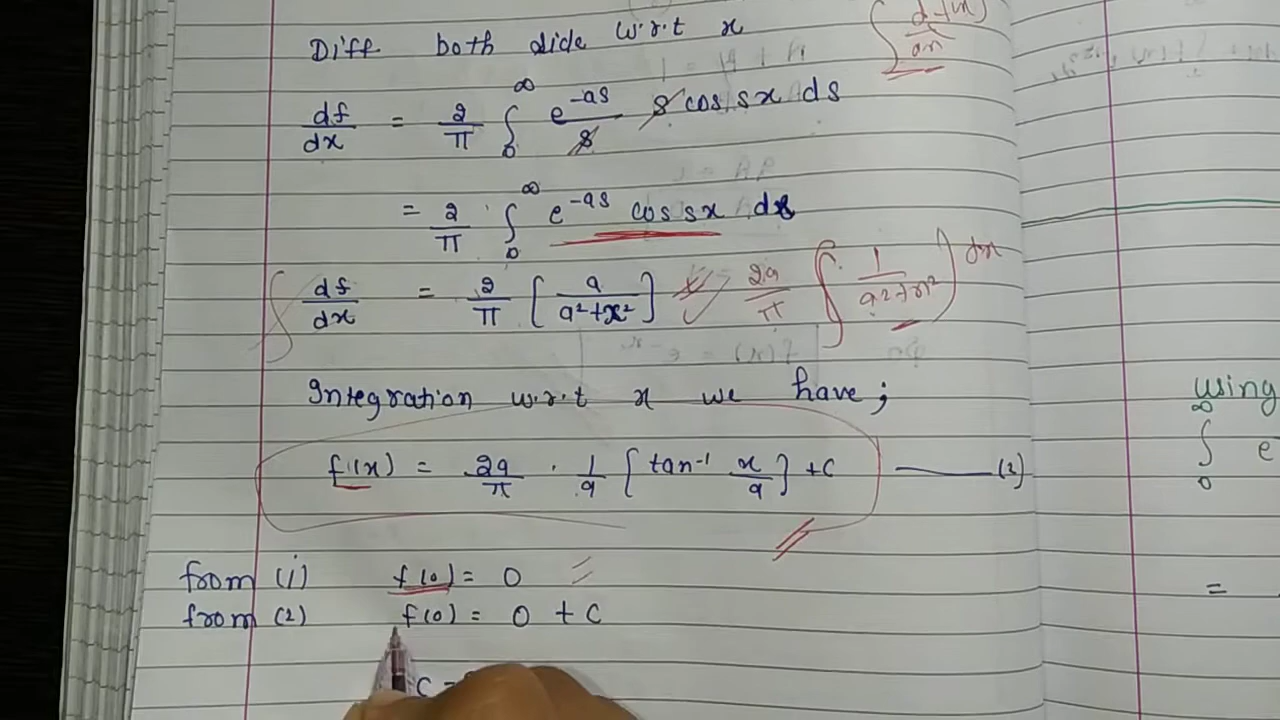 Diff both side w.r.t x
∫ d f(x) / dx
df/dx = 2/π ∫₀^∞ e^{-as}/s s cos sx ds
= 2/π ∫₀^∞ e^{-as} cos sx ds
∫ df/dx = 2/π [ a / a²+x² ] 2a/π ∫ ( 1 / a²+x² ) dx
Integration w.r.t x we have;
f(x) = 2a/π · 1/a [ tan⁻¹ x/a ] + c ——— (2)
from (i) f(0) = 0
from (2) f(0) = 0 + c
c =
using
∫₀^∞ e
=